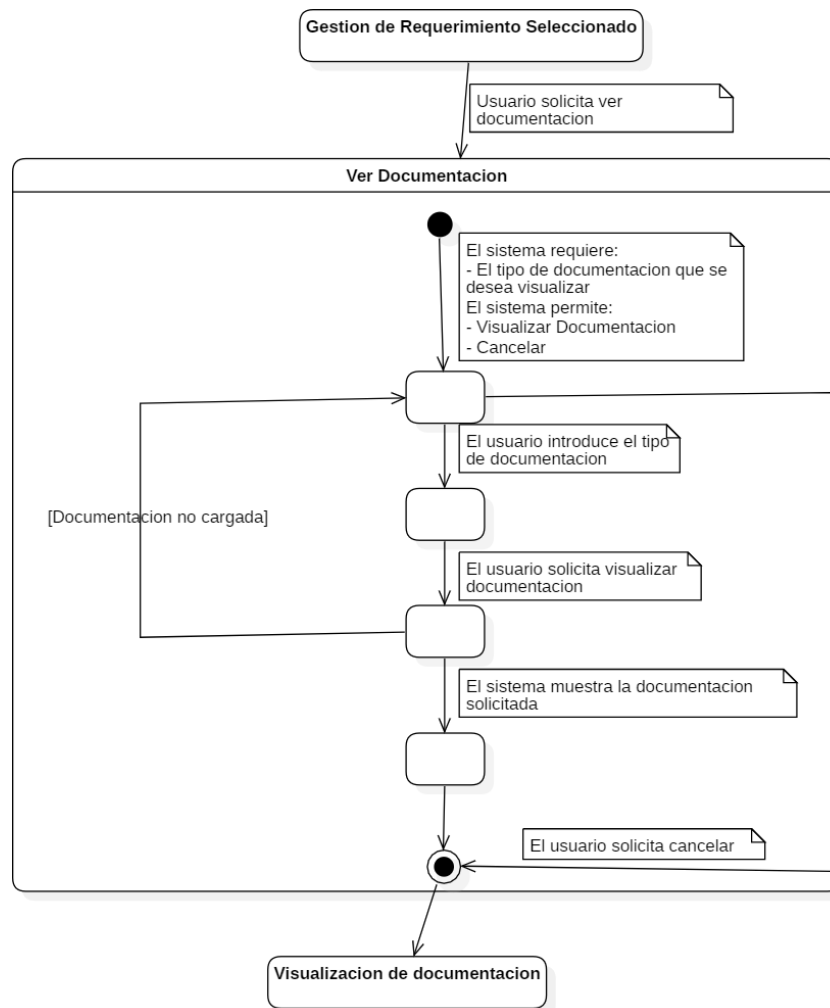 Gestion de Requerimiento Seleccionado
Usuario solicita ver
documentacion
Ver Documentacion
El sistema requiere:
- El tipo de documentacion que se
desea visualizar
El sistema permite:
- Visualizar Documentacion
- Cancelar
El usuario introduce el tipo
de documentacion
[Documentacion no cargada]
El usuario solicita visualizar
documentacion
El sistema muestra la documentacion
solicitada
El usuario solicita cancelar
Visualizacion de documentacion